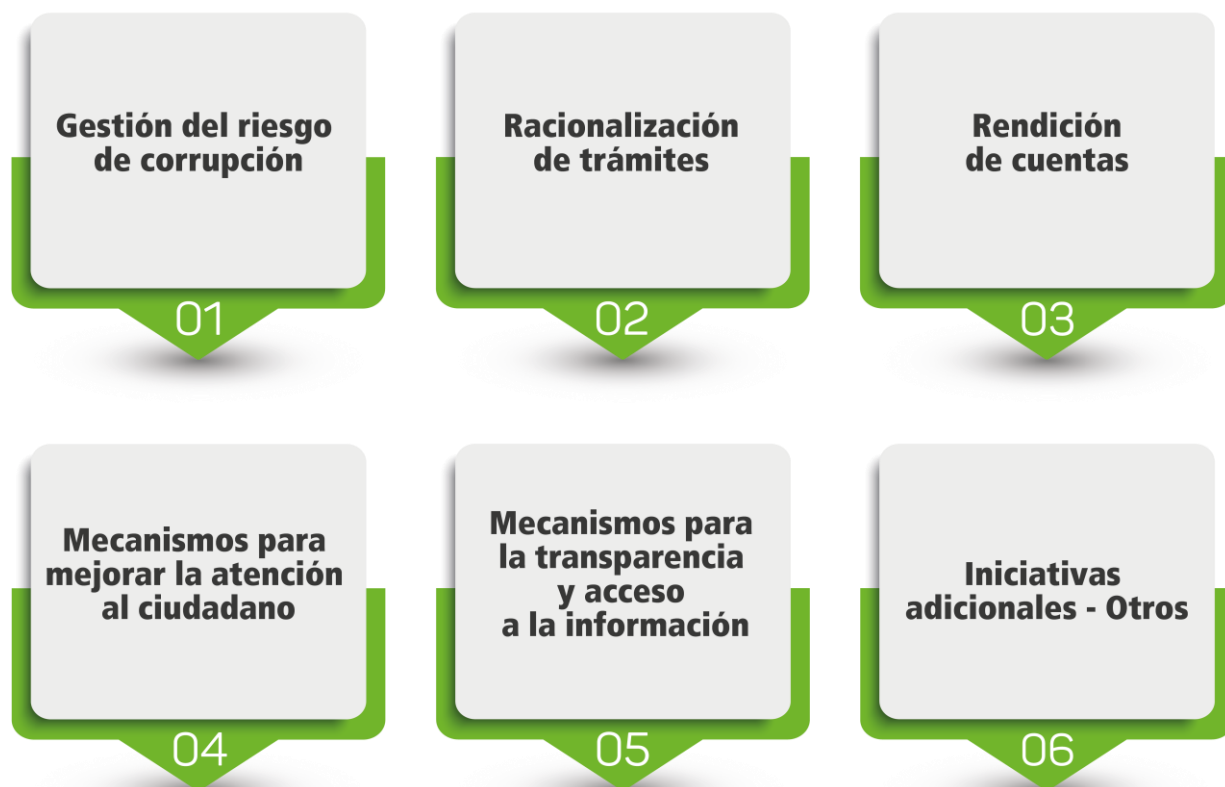 Gestión del riesgo
de corrupción
01
Racionalización
de trámites
02
Rendición
de cuentas
03
Mecanismos para
mejorar la atención
al ciudadano
04
Mecanismos para
la transparencia
y acceso
a la información
05
Iniciativas
adicionales - Otros
06